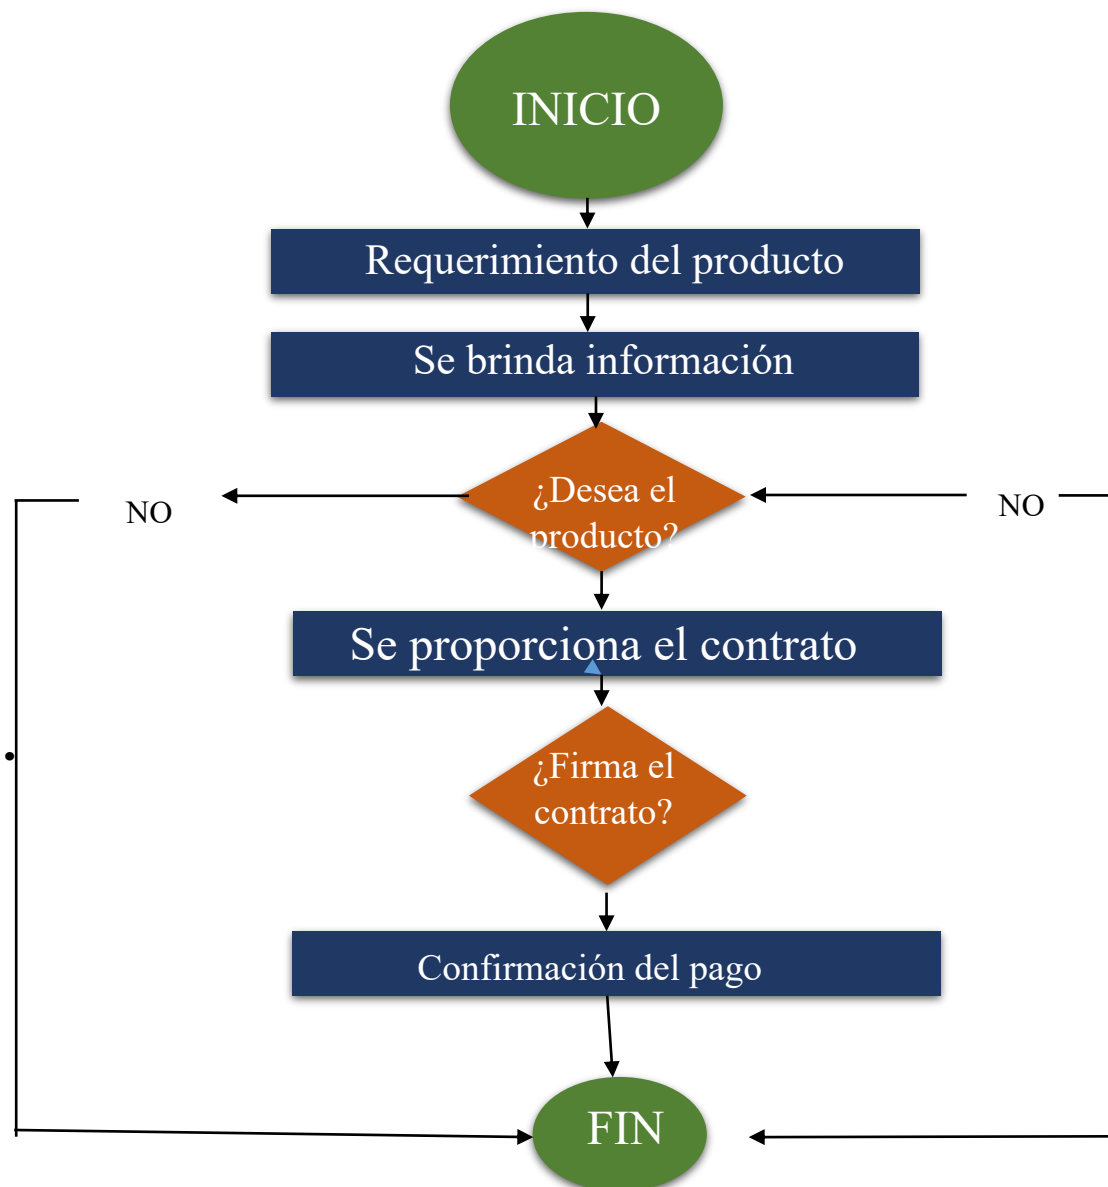 INICIO
Requerimiento del producto
Se brinda información
¿Desea el
producto?
NO
NO
Se proporciona el contrato
¿Firma el
contrato?
Confirmación del pago
FIN